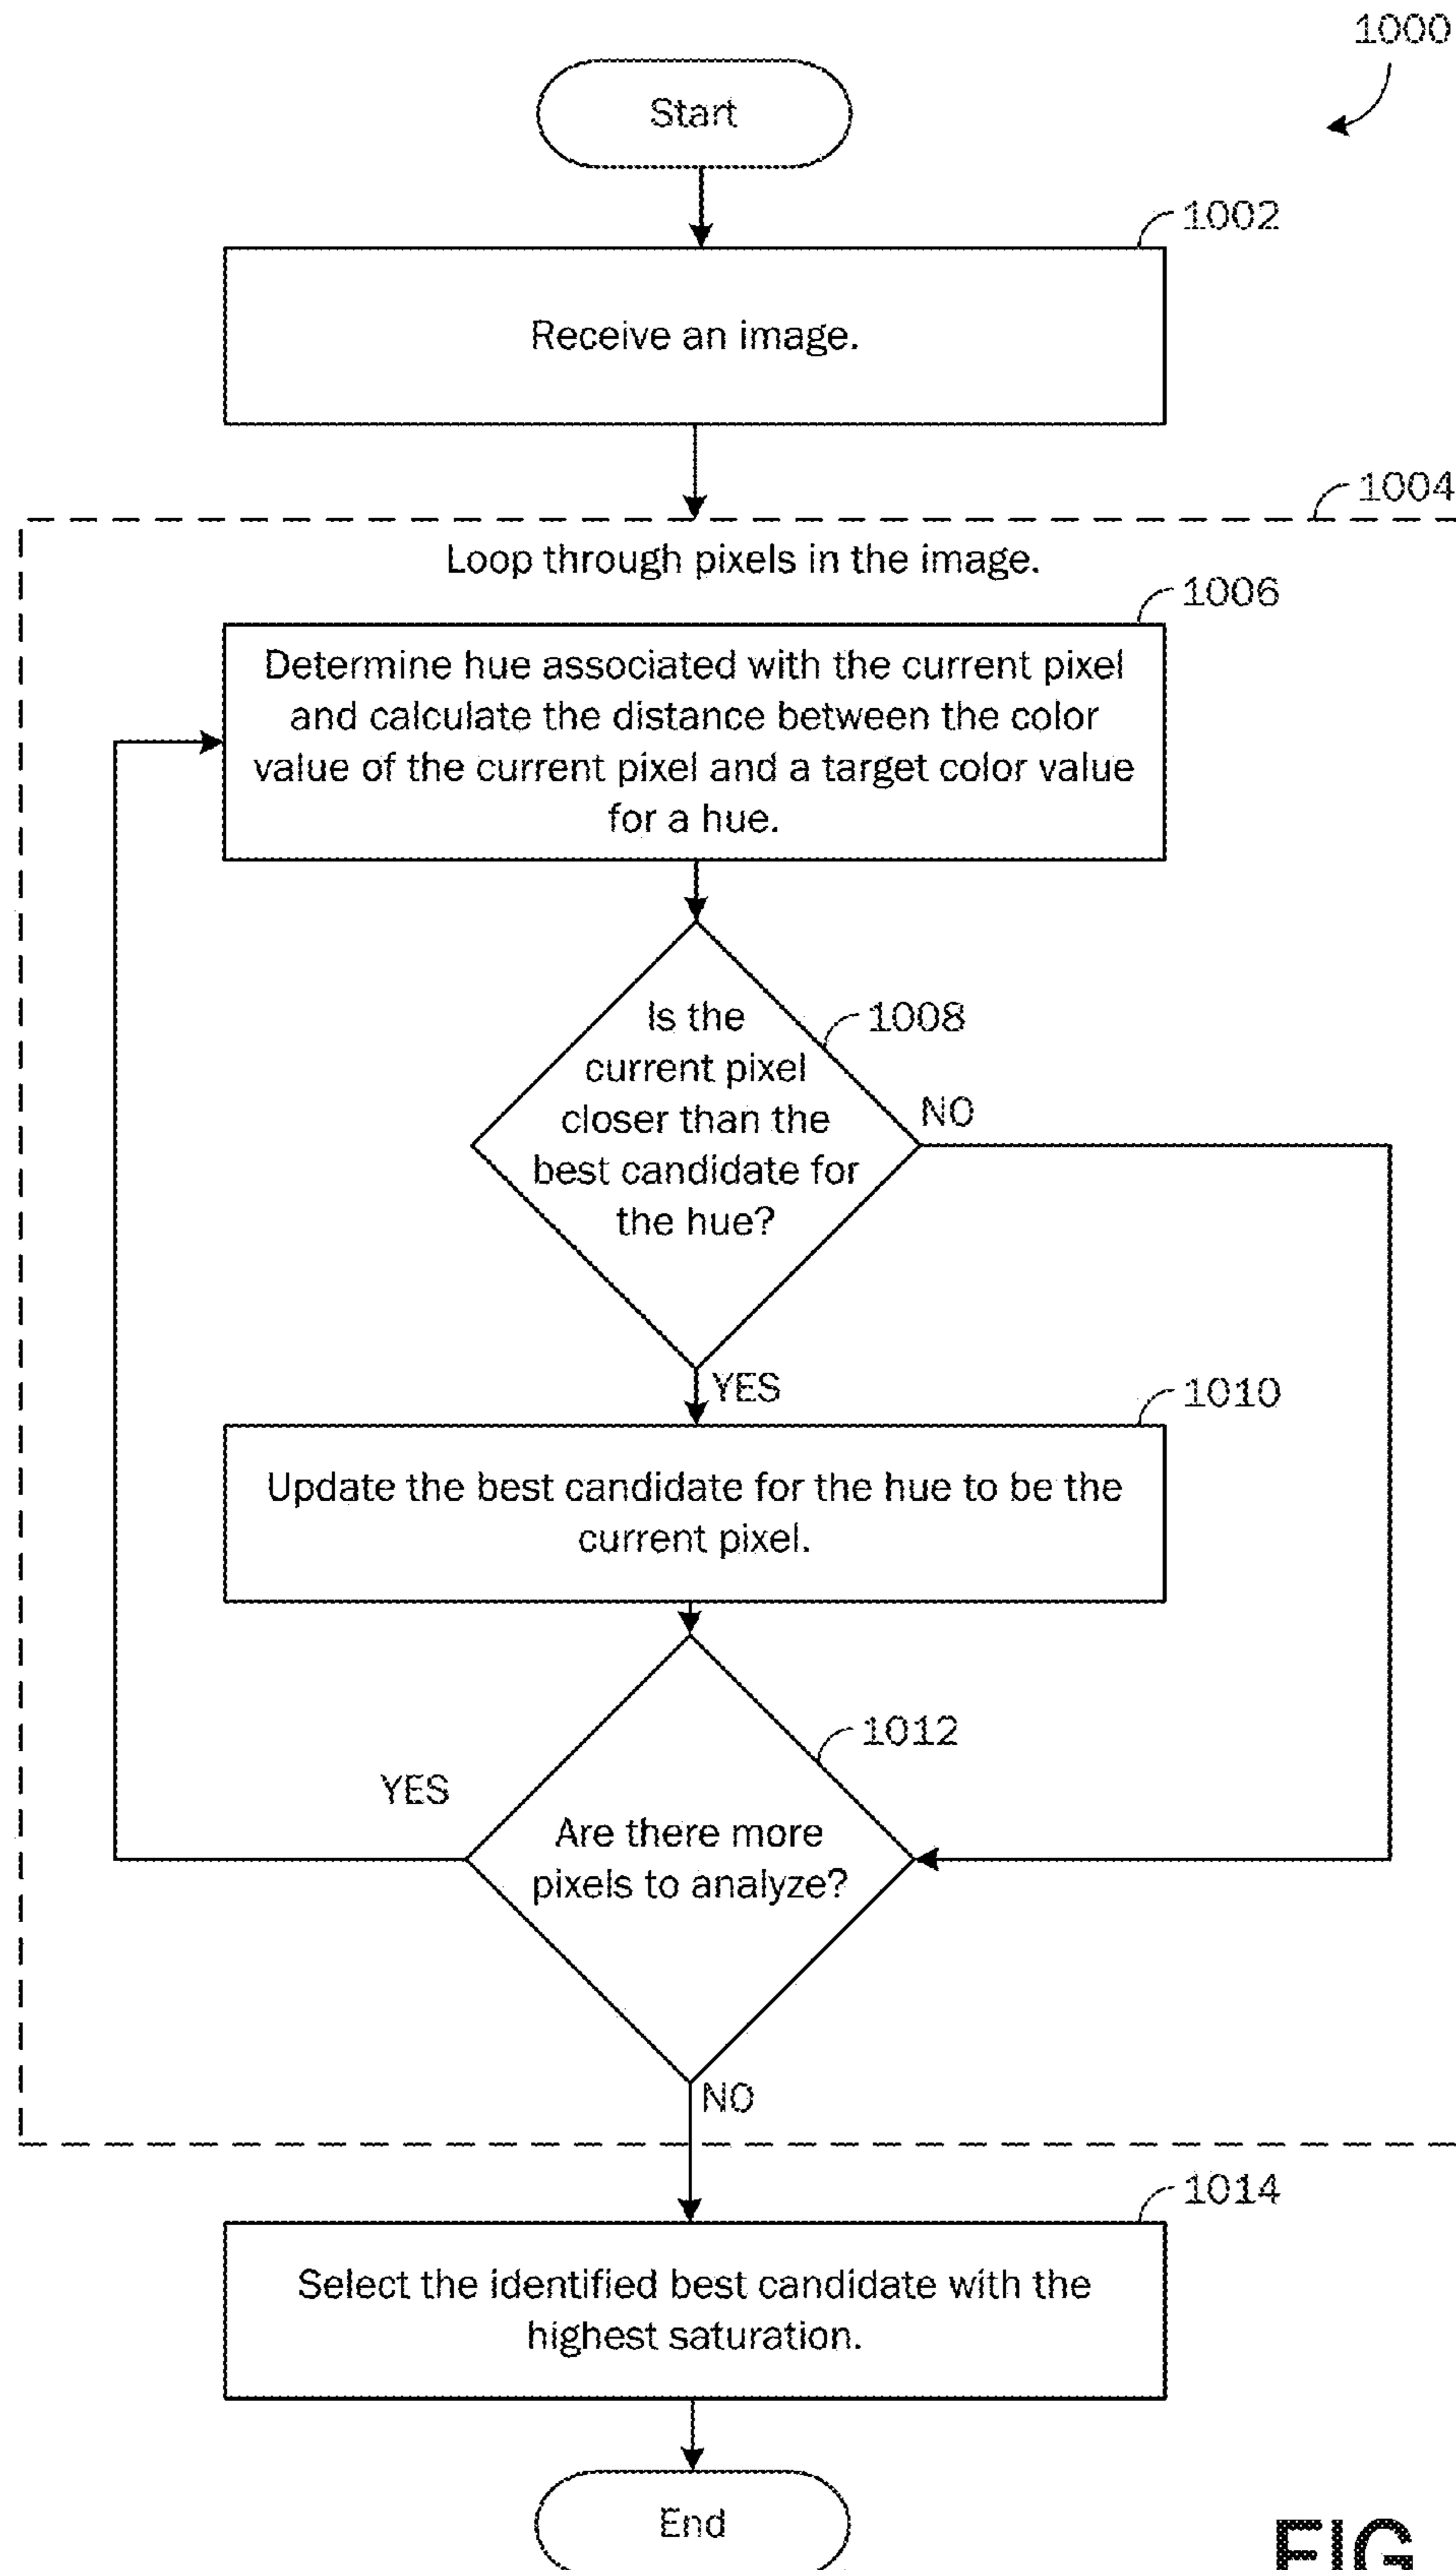 1000
Start
1002
Receive an image.
1004
Loop through pixels in the image.
1006
Determine hue associated with the current pixel
and calculate the distance between the color
value of the current pixel and a target color value
for a hue.
Is the
current pixel
closer than the
best candidate for
the hue?
1008
NO
YES
1010
Update the best candidate for the hue to be the
current pixel.
1012
YES
Are there more
pixels to analyze?
NO
1014
Select the identified best candidate with the
highest saturation.
End
FIG